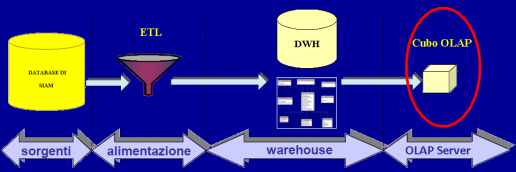 ETL
DWH
Cubo OLAP
DATABASE DI
SIAM
sorgenti
alimentazione
warehouse
OLAP Server